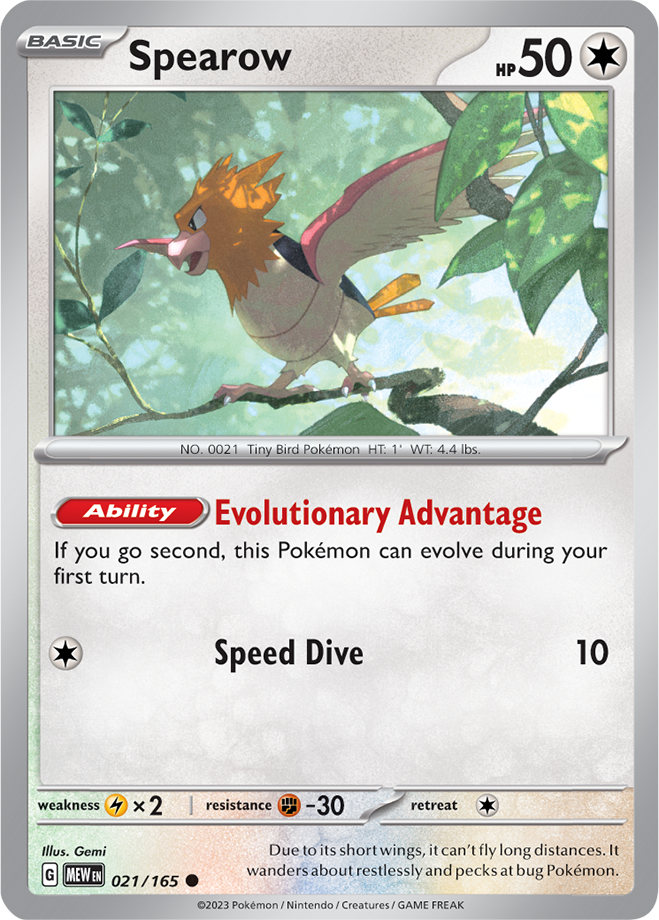 BASIC Spearow HP 50
NO. 0021 Tiny Bird Pokémon HT: 1' WT: 4.4 lbs.
Ability Evolutionary Advantage
If you go second, this Pokémon can evolve during your
first turn.
Speed Dive 10
weakness ×2 resistance -30 retreat
Illus. Gemi
Due to its short wings, it can't fly long distances. It
wanders about restlessly and pecks at bug Pokémon.
G MEW EN 021/165
©2023 Pokémon / Nintendo / Creatures / GAME FREAK